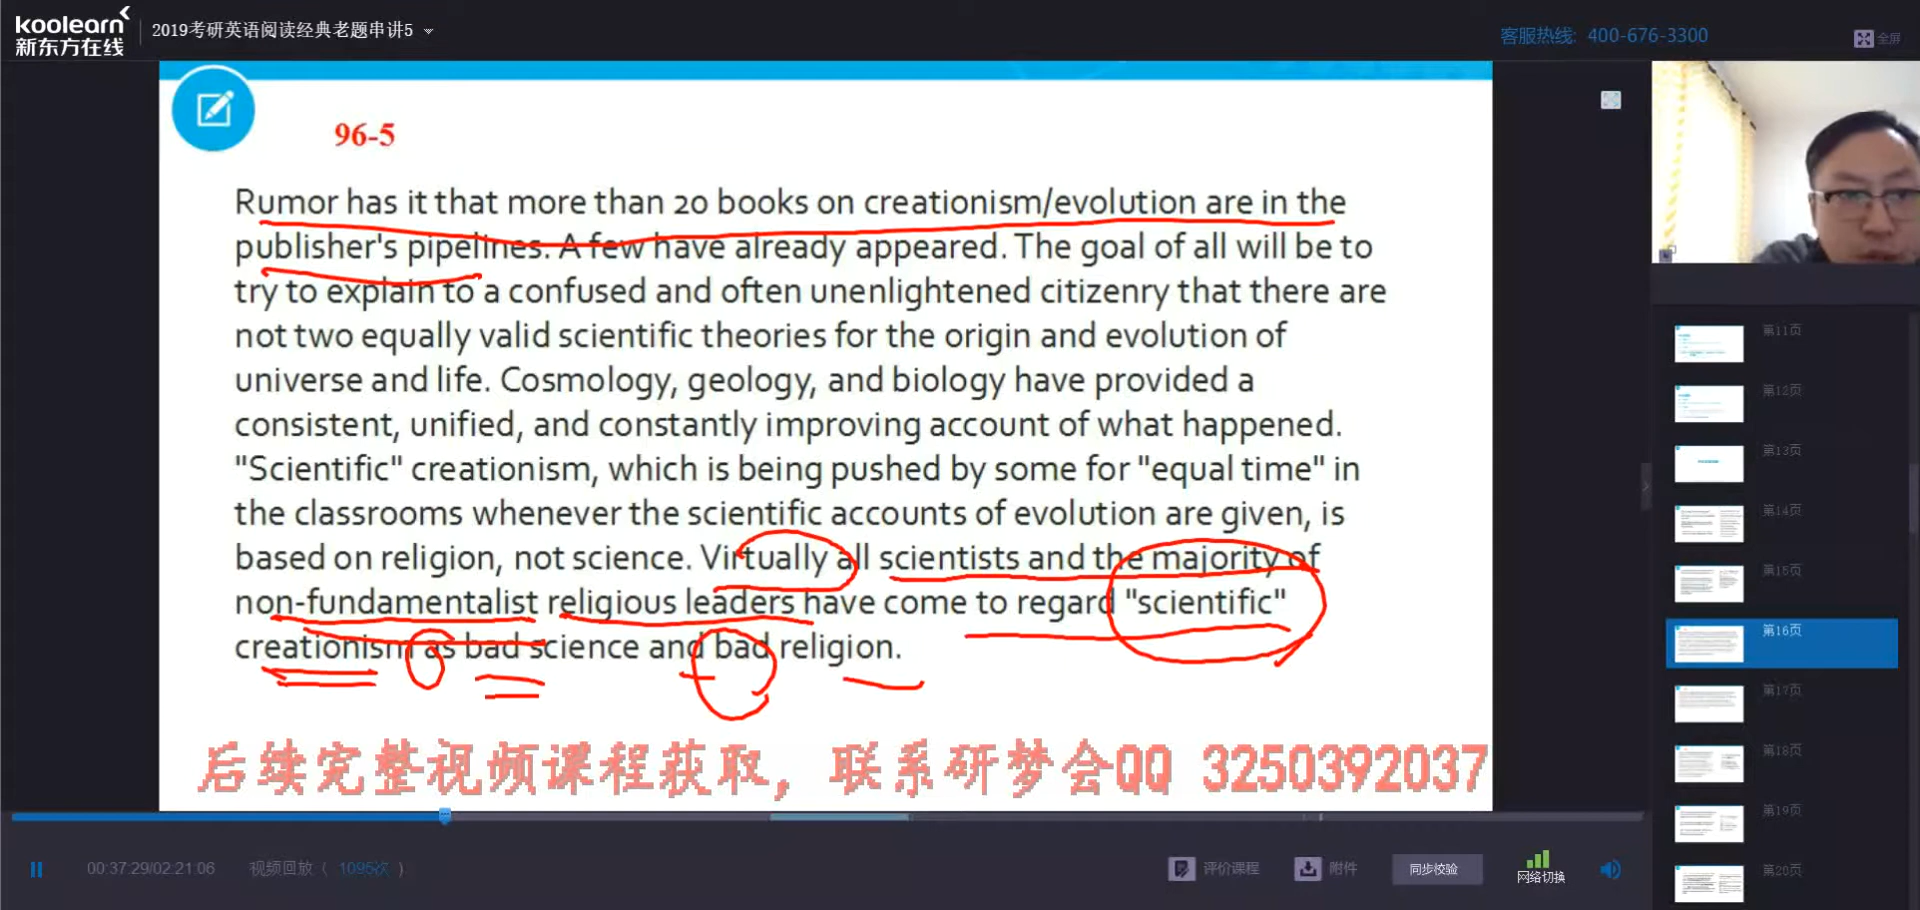 koolearn
新东方在线
2019考研英语阅读经典老题串讲5
客服热线: 400-676-3300
全屏
96-5
Rumor has it that more than 20 books on creationism/evolution are in the
publisher's pipelines. A few have already appeared. The goal of all will be to
try to explain to a confused and often unenlightened citizenry that there are
not two equally valid scientific theories for the origin and evolution of
universe and life. Cosmology, geology, and biology have provided a
consistent, unified, and constantly improving account of what happened.
"Scientific" creationism, which is being pushed by some for "equal time" in
the classrooms whenever the scientific accounts of evolution are given, is
based on religion, not science. Virtually all scientists and the majority of
non-fundamentalist religious leaders have come to regard "scientific"
creationism as bad science and bad religion.
后续完整视频课程获取，联系研梦会QQ 3250392037
第11页
第12页
第13页
第14页
第15页
第16页
第17页
第18页
第19页
第20页
00:37:29/02:21:06
视频回放（ 1095次 ）
评价课程
附件
同步校验
网络切换